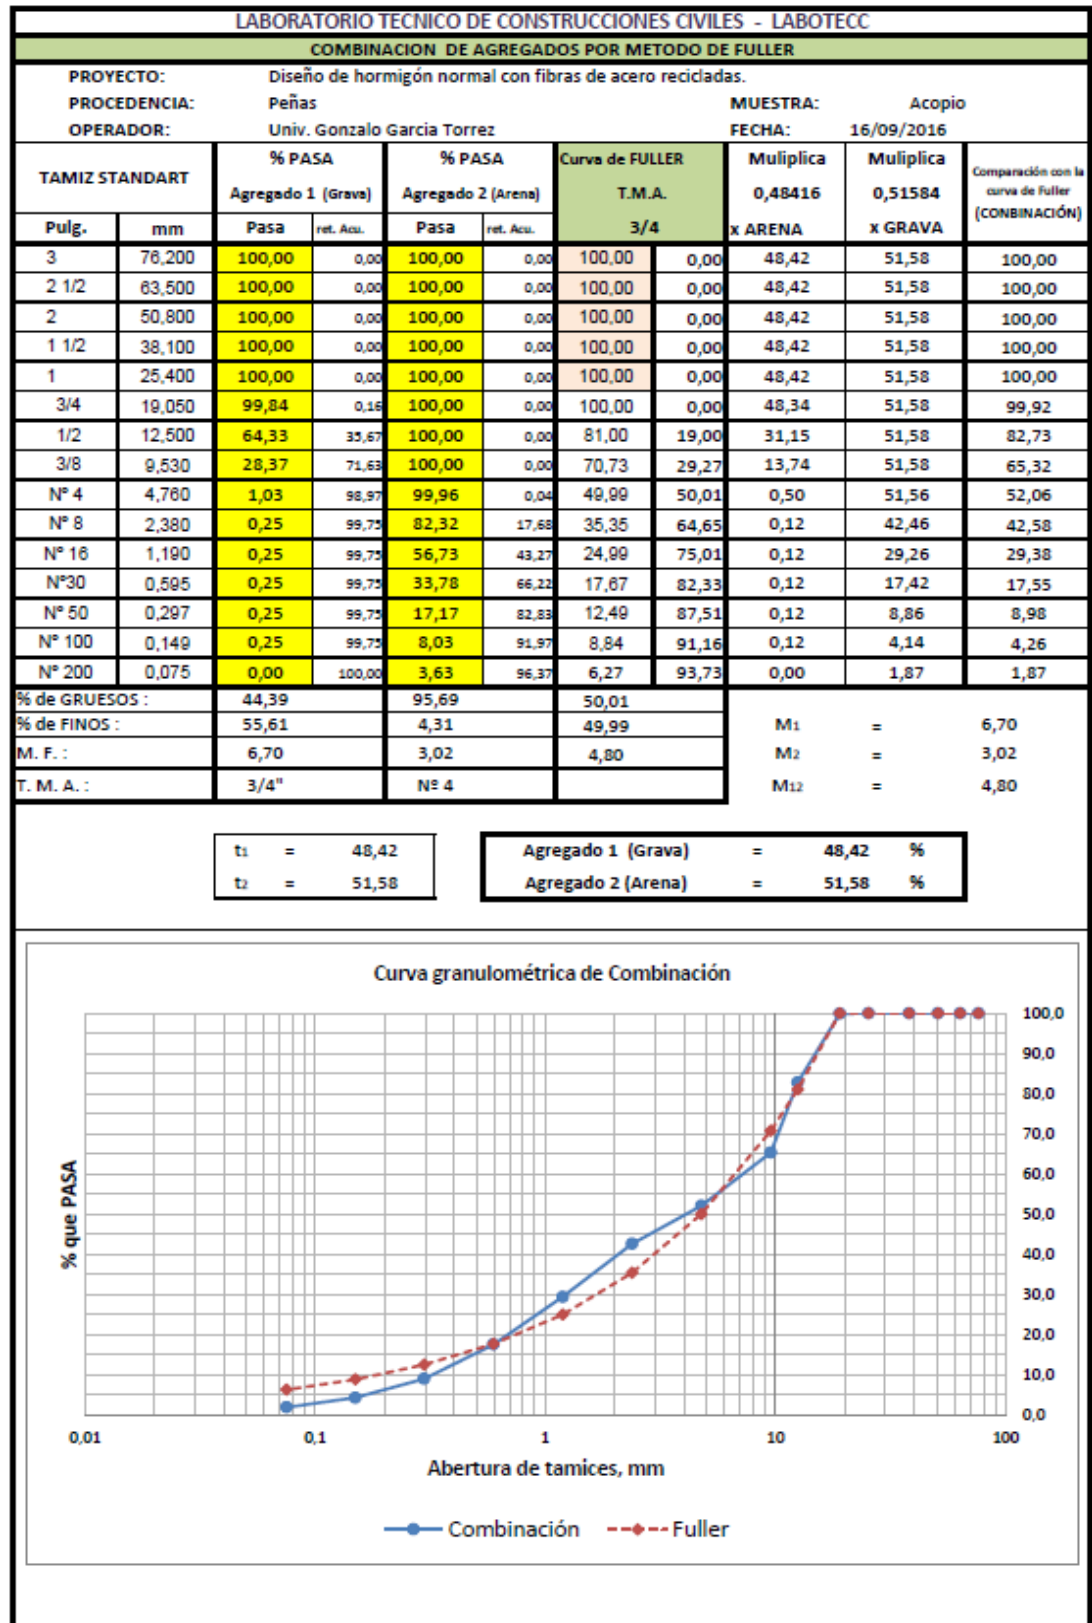 LABORATORIO TECNICO DE CONSTRUCCIONES CIVILES - LABOTECC
COMBINACION DE AGREGADOS POR METODO DE FULLER
PROYECTO: Diseño de hormigón normal con fibras de acero recicladas.
PROCEDENCIA: Peñas MUESTRA: Acopio
OPERADOR: Univ. Gonzalo Garcia Torrez FECHA: 16/09/2016
TAMIZ STANDART % PASA % PASA Curva de FULLER Muliplica Muliplica Comparación con la curva de Fuller (CONBINACIÓN)
Agregado 1 (Grava) Agregado 2 (Arena) T.M.A. 0,48416 0,51584
Pulg. mm Pasa ret. Acu. Pasa ret. Acu. 3/4 x ARENA x GRAVA
3 76,200 100,00 0,00 100,00 0,00 100,00 0,00 48,42 51,58 100,00
2 1/2 63,500 100,00 0,00 100,00 0,00 100,00 0,00 48,42 51,58 100,00
2 50,800 100,00 0,00 100,00 0,00 100,00 0,00 48,42 51,58 100,00
1 1/2 38,100 100,00 0,00 100,00 0,00 100,00 0,00 48,42 51,58 100,00
1 25,400 100,00 0,00 100,00 0,00 100,00 0,00 48,42 51,58 100,00
3/4 19,050 99,84 0,16 100,00 0,00 100,00 0,00 48,34 51,58 99,92
1/2 12,500 64,33 35,67 100,00 0,00 81,00 19,00 31,15 51,58 82,73
3/8 9,530 28,37 71,63 100,00 0,00 70,73 29,27 13,74 51,58 65,32
Nº 4 4,760 1,03 98,97 99,96 0,04 49,99 50,01 0,50 51,56 52,06
Nº 8 2,380 0,25 99,75 82,32 17,68 35,35 64,65 0,12 42,46 42,58
Nº 16 1,190 0,25 99,75 56,73 43,27 24,99 75,01 0,12 29,26 29,38
Nº30 0,595 0,25 99,75 33,78 66,22 17,67 82,33 0,12 17,42 17,55
Nº 50 0,297 0,25 99,75 17,17 82,83 12,49 87,51 0,12 8,86 8,98
Nº 100 0,149 0,25 99,75 8,03 91,97 8,84 91,16 0,12 4,14 4,26
Nº 200 0,075 0,00 100,00 3,63 96,37 6,27 93,73 0,00 1,87 1,87
% de GRUESOS : 44,39 95,69 50,01
% de FINOS : 55,61 4,31 49,99 M1 = 6,70
M. F. : 6,70 3,02 4,80 M2 = 3,02
T. M. A. : 3/4" Nº 4 M12 = 4,80
t1 = 48,42 Agregado 1 (Grava) = 48,42 %
t2 = 51,58 Agregado 2 (Arena) = 51,58 %
Curva granulométrica de Combinación
100,0
90,0
80,0
70,0
60,0
50,0
40,0
30,0
20,0
10,0
0,0
% que PASA
0,01 0,1 1 10 100
Abertura de tamices, mm
Combinación Fuller